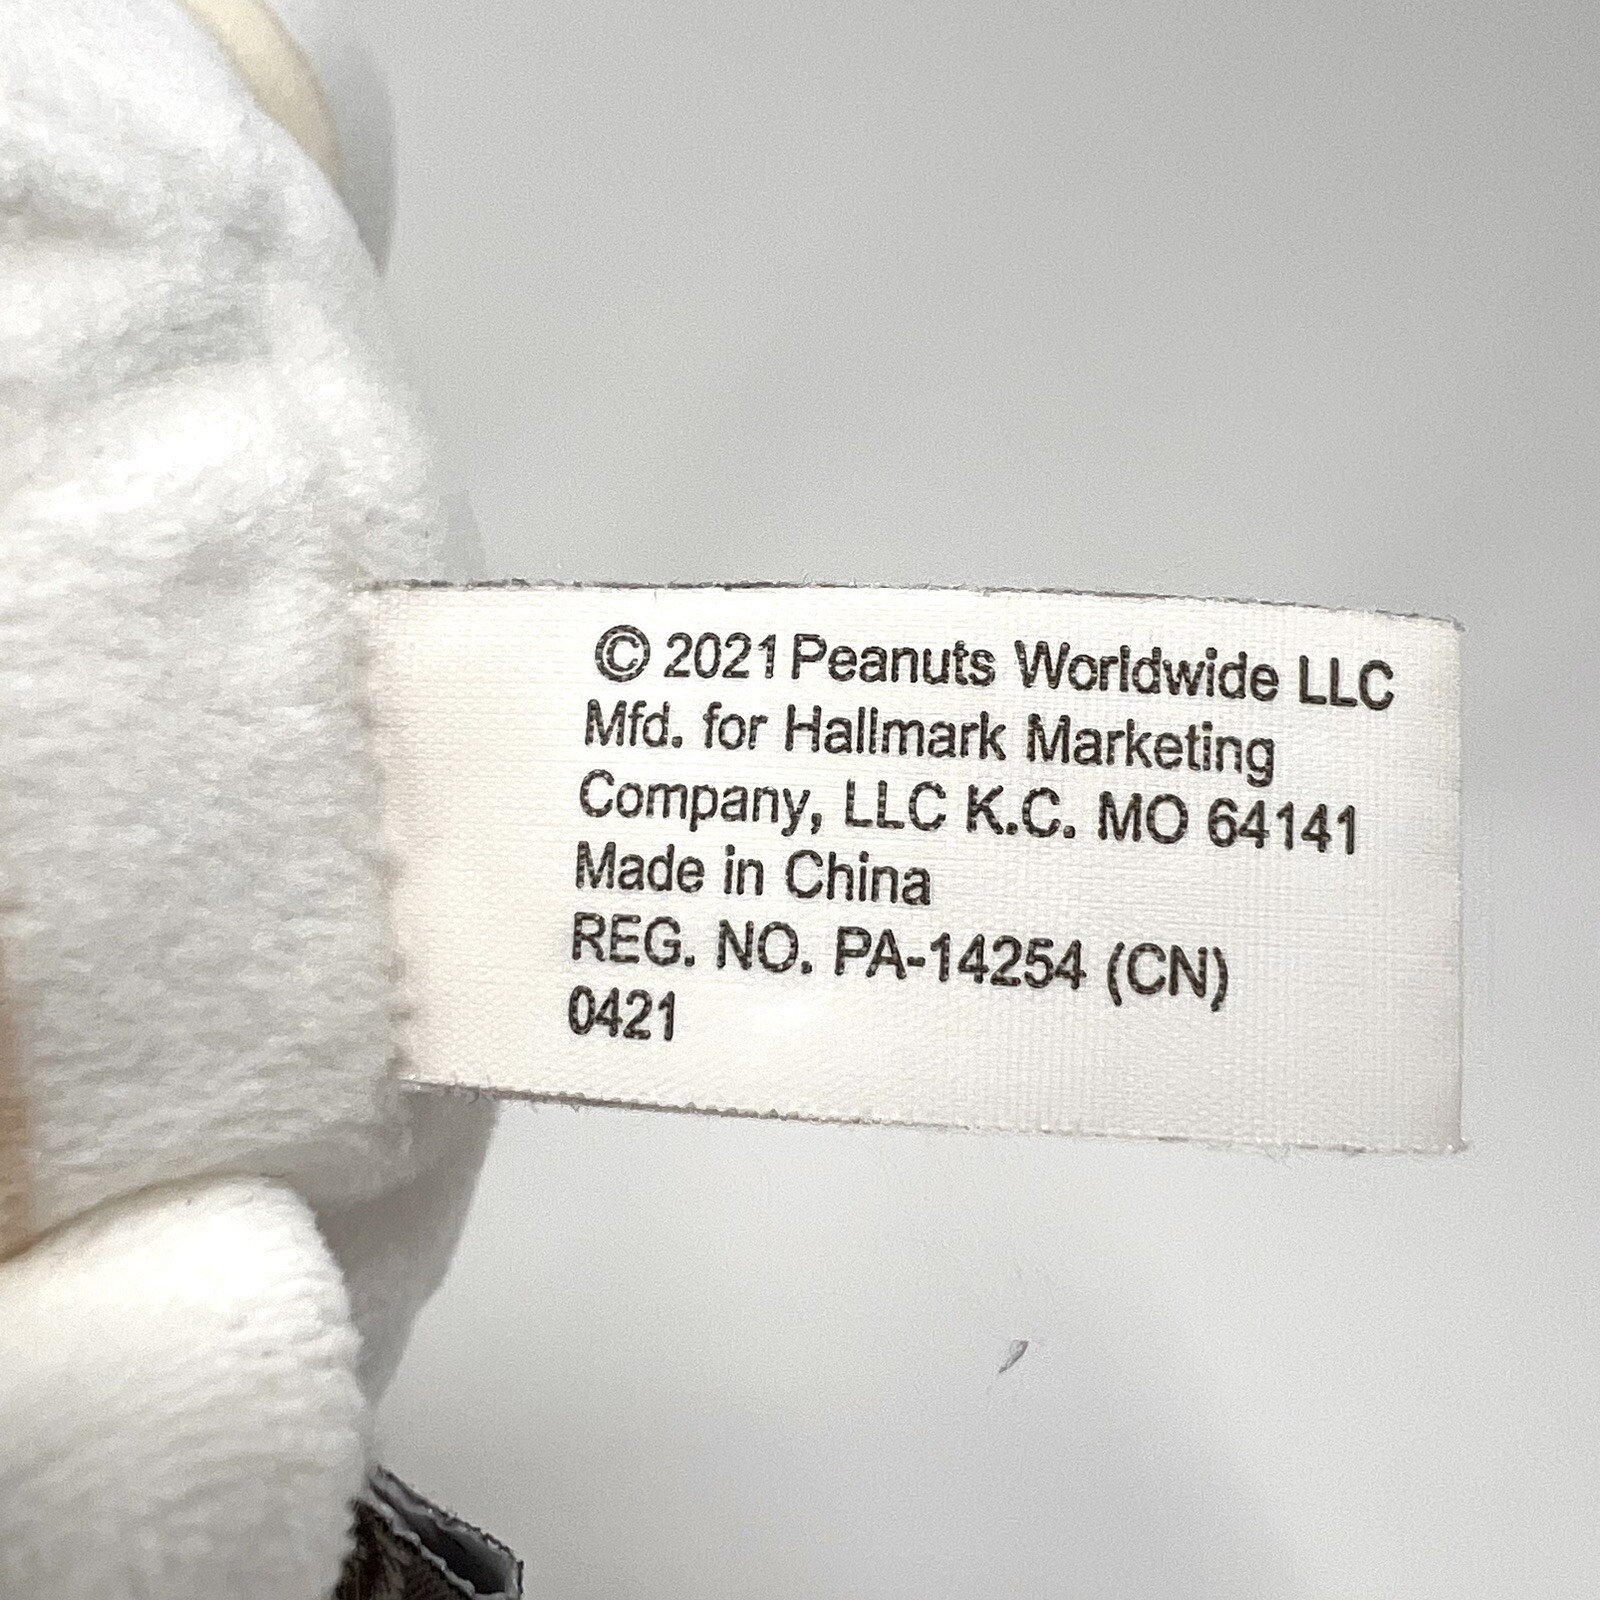 © 2021 Peanuts Worldwide LLC
Mfd. for Hallmark Marketing
Company, LLC K.C. MO 64141
Made in China
REG. NO. PA-14254 (CN)
0421